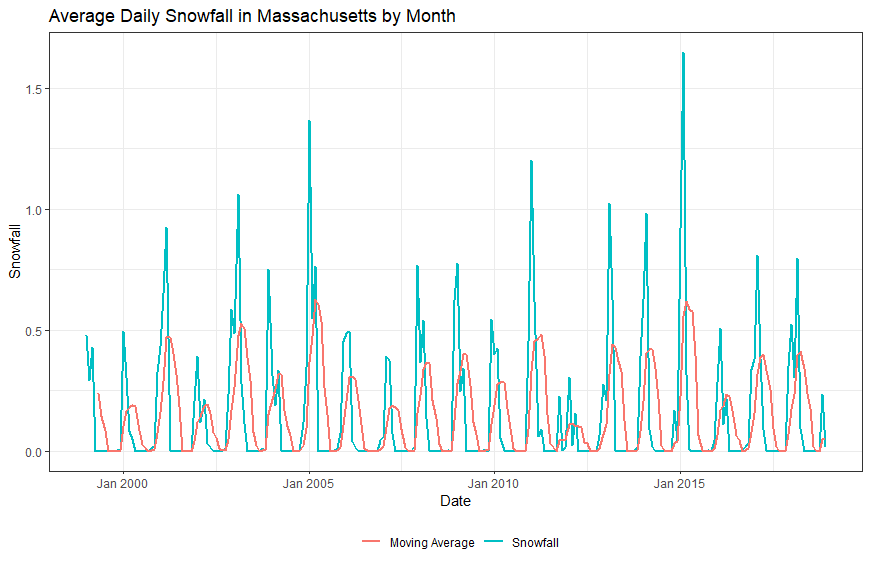 Average Daily Snowfall in Massachusetts by Month
1.5
1.0
0.5
0.0
Snowfall
Jan 2000 Jan 2005 Jan 2010 Jan 2015
Date
Moving Average Snowfall